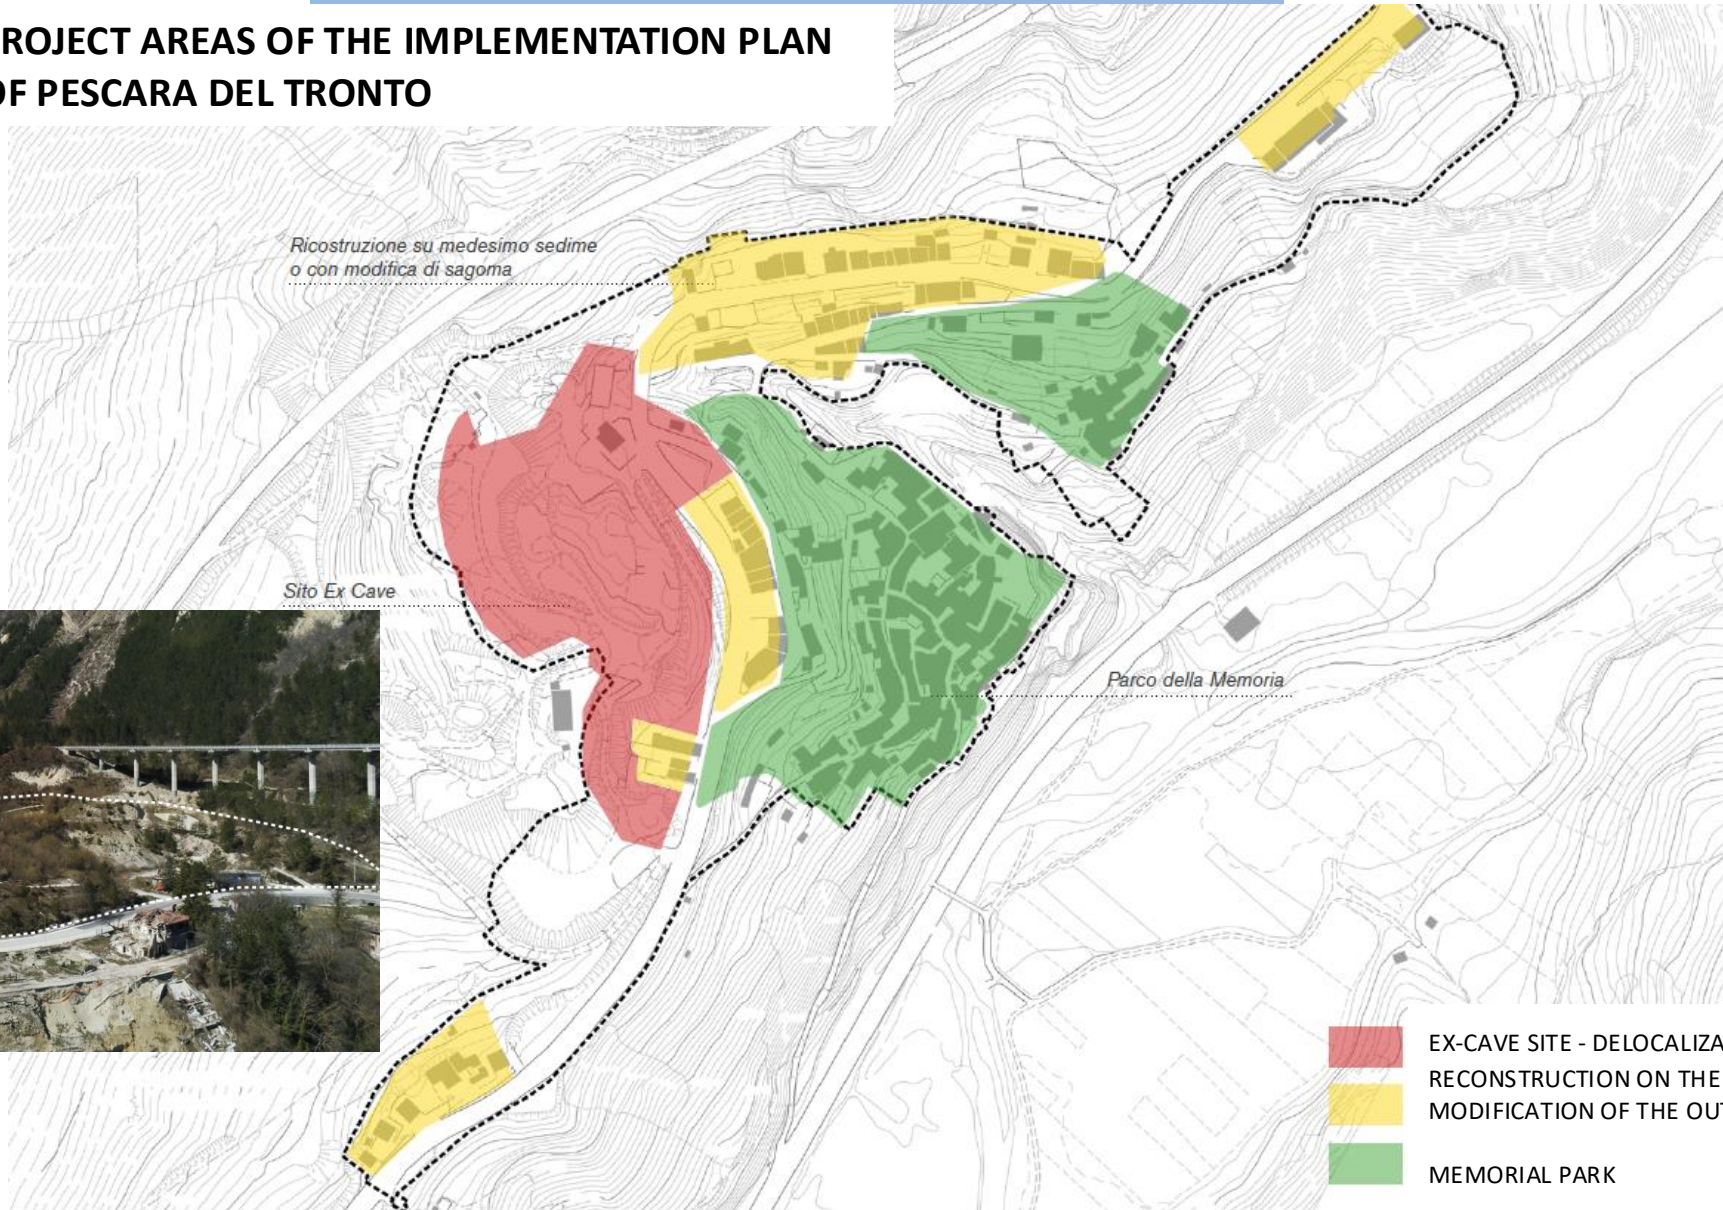 ROJECT AREAS OF THE IMPLEMENTATION PLAN
OF PESCARA DEL TRONTO
Ricostruzione su medesimo sedime
o con modifica di sagoma
Sito Ex Cave
Parco della Memoria
EX-CAVE SITE - DELOCALIZA
RECONSTRUCTION ON THE
MODIFICATION OF THE OUT
MEMORIAL PARK